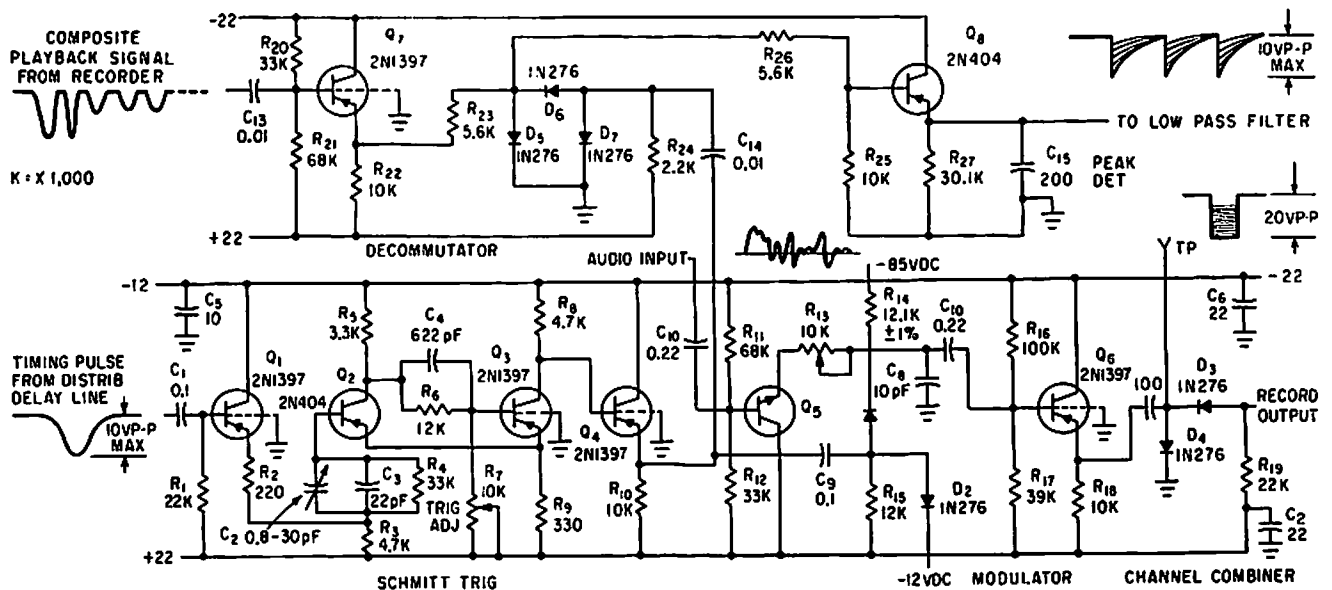 COMPOSITE
PLAYBACK SIGNAL
FROM RECORDER
K = X 1,000
-22
R20
33K
Q7
2N1397
C13
0.01
R21
68K
R22
10K
R23
5.6K
1N276
D6
D5
1N276
D7
1N276
R24
2.2K
C14
0.01
R26
5.6K
Q8
2N404
10VP-P
MAX
TO LOW PASS FILTER
R25
10K
R27
30.1K
C15
200
PEAK
DET
20VP-P
+22
DECOMMUTATOR
AUDIO INPUT
TP
-12
-85VDC
-22
C5
10
R5
3.3K
C4
622pF
R8
4.7K
C10
0.22
R11
68K
R13
10K
R14
12.1K
±1%
C10
0.22
R16
100K
C6
22
TIMING PULSE
FROM DISTRIB
DELAY LINE
10VP-P
MAX
C1
0.1
Q1
2N1397
Q2
2N404
R6
12K
Q3
2N1397
Q4
2N1397
Q5
C8
10pF
Q6
2N1397
100
D3
1N276
RECORD
OUTPUT
D4
1N276
R1
22K
R2
220
C3
22pF
R4
33K
R7
10K
TRIG
ADJ
R9
330
R10
10K
R12
33K
C9
0.1
R15
12K
D2
1N276
R17
39K
R18
10K
R19
22K
C2
22
C2 0.8-30pF
R3
4.7K
+22
-12VDC
SCHMITT TRIG
MODULATOR
CHANNEL COMBINER